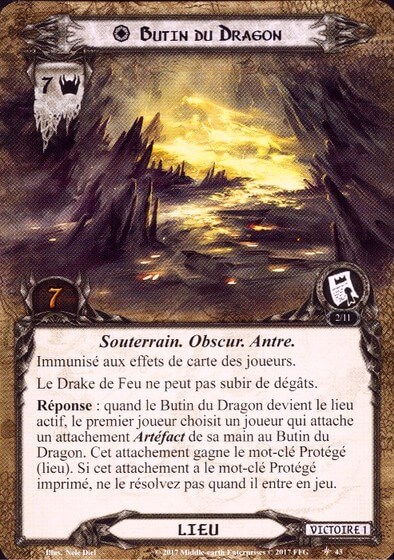 Butin du Dragon
7
7
2/11
Souterrain. Obscur. Antre.
Immunisé aux effets de carte des joueurs.
Le Drake de Feu ne peut pas subir de dégâts.
Réponse : quand le Butin du Dragon devient le lieu
actif, le premier joueur choisit un joueur qui attache
un attachement Artéfact de sa main au Butin du
Dragon. Cet attachement gagne le mot-clé Protégé
(lieu). Si cet attachement a le mot-clé Protégé
imprimé, ne le résolvez pas quand il entre en jeu.
LIEU
VICTOIRE 1
Illus. Nele Diel
© 2017 Middle-earth Enterprises © 2017 FFG
43